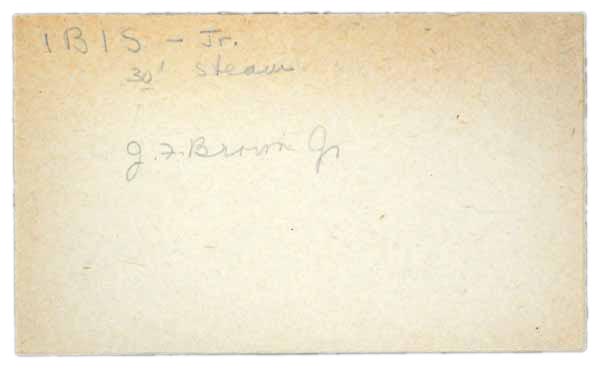 IBIS - Jr.
30' steam
J. F. Brown Jr